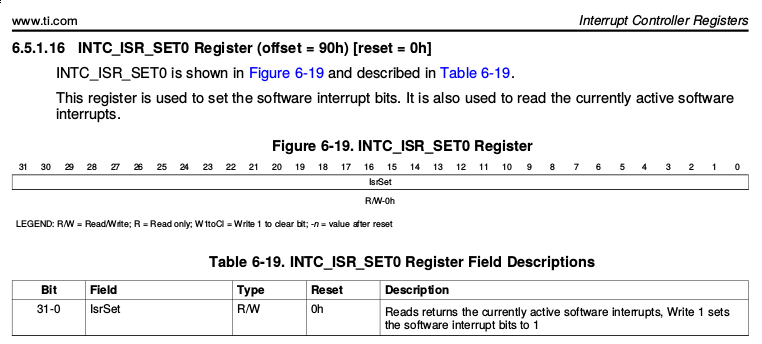 www.ti.com Interrupt Controller Registers
6.5.1.16 INTC_ISR_SET0 Register (offset = 90h) [reset = 0h]
INTC_ISR_SET0 is shown in Figure 6-19 and described in Table 6-19.
This register is used to set the software interrupt bits. It is also used to read the currently active software
interrupts.
Figure 6-19. INTC_ISR_SET0 Register
31 30 29 28 27 26 25 24 23 22 21 20 19 18 17 16 15 14 13 12 11 10 9 8 7 6 5 4 3 2 1 0
IsrSet
R/W-0h
LEGEND: R/W = Read/Write; R = Read only; W1toCl = Write 1 to clear bit; -n = value after reset
Table 6-19. INTC_ISR_SET0 Register Field Descriptions
Bit Field Type Reset Description
31-0 IsrSet R/W 0h Reads returns the currently active software interrupts, Write 1 sets
the software interrupt bits to 1